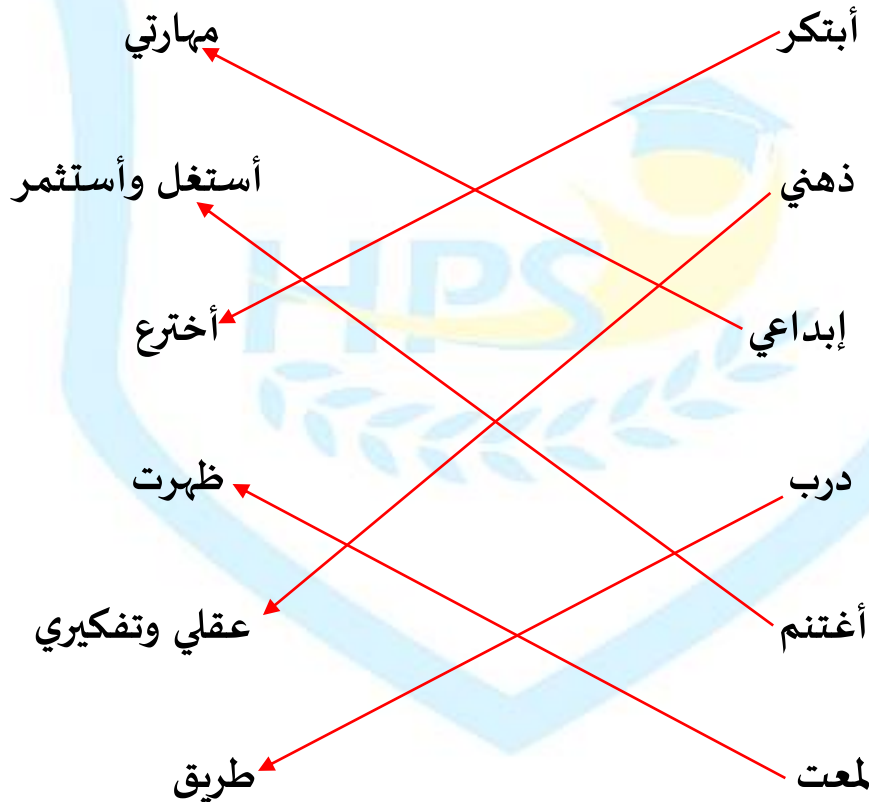 أبتكر مهارتي
ذهني أستغل وأستثمر
إبداعي أخترع
درب ظهرت
أغتنم عقلي وتفكيري
لمعت طريق
HPS